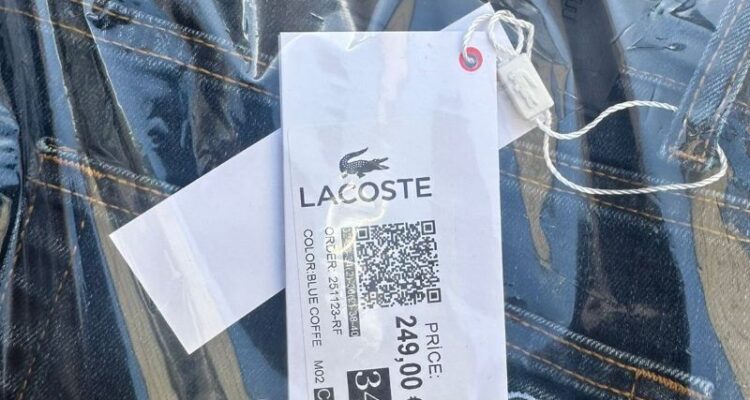 LACOSTE
ORDER: 251123-RF
COLOR:BLUE COFFE
M02
PRICE:
249,00 €
34